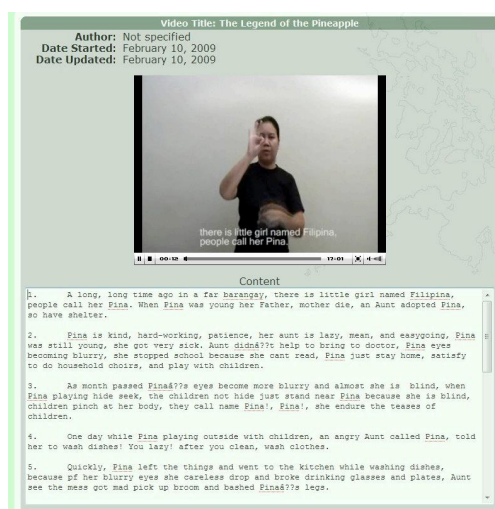 Video Title: The Legend of the Pineapple
Author: Not specified
Date Started: February 10, 2009
Date Updated: February 10, 2009
there is little girl named Filipina,
people call her Pina.
00:12 17:01
Content
1. A long, long time ago in a far barangay, there is little girl named Filipina,
people call her Pina. When Pina was young her Father, mother die, an Aunt adopted Pina,
so have shelter.
2. Pina is kind, hard-working, patience, her aunt is lazy, mean, and easygoing, Pina
was still young, she got very sick. Aunt didnâ??t help to bring to doctor, Pina eyes
becoming blurry, she stopped school because she cant read, Pina just stay home, satisfy
to do household choirs, and play with children.
3. As month passed Pinaâ??s eyes become more blurry and almost she is  blind, when
Pina playing hide seek, the children not hide just stand near Pina because she is blind,
children pinch at her body, they call name Pina!, Pina!, she endure the teases of
children.
4. One day while Pina playing outside with children, an angry Aunt called Pina, told
her to wash dishes! You lazy! after you clean, wash clothes.
5. Quickly, Pina left the things and went to the kitchen while washing dishes,
because pf her blurry eyes she careless drop and broke drinking glasses and plates, Aunt
see the mess got mad pick up broom and bashed Pinaâ??s legs.